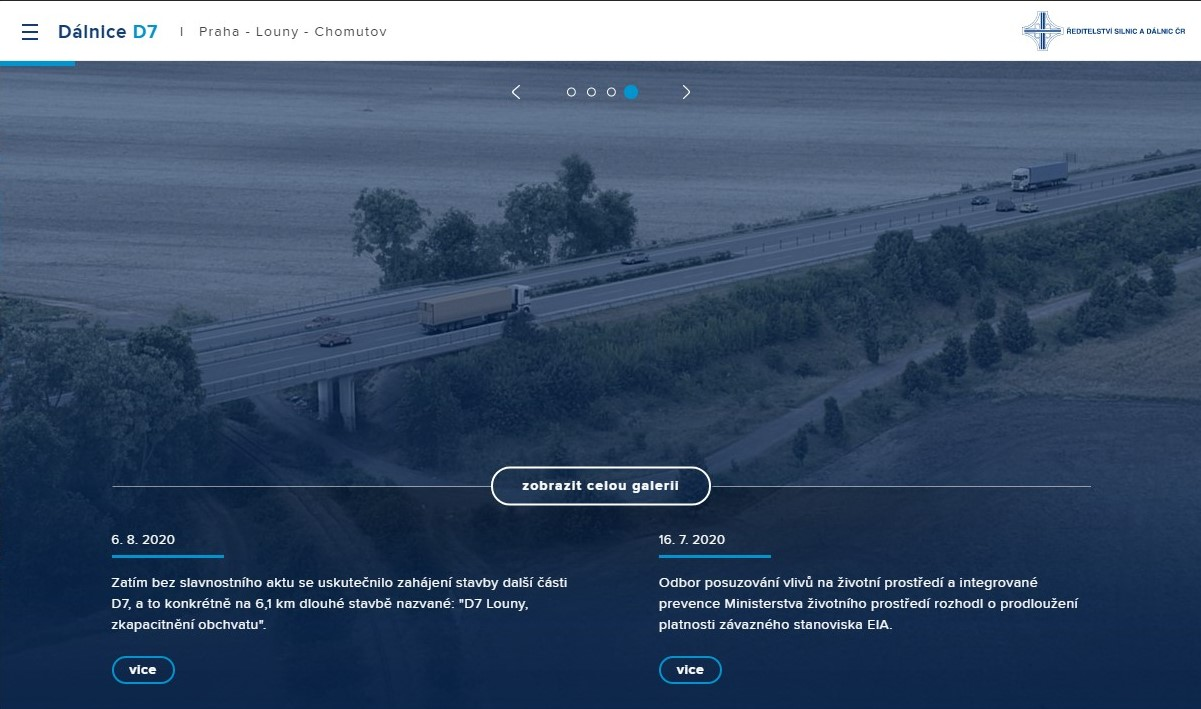 Dálnice D7 | Praha - Louny - Chomutov
ŘEDITELSTVÍ SILNIC A DÁLNIC ČR
zobrazit celou galerii
6. 8. 2020
Zatím bez slavnostního aktu se uskutečnilo zahájení stavby další části
D7, a to konkrétně na 6,1 km dlouhé stavbě nazvané: "D7 Louny,
zkapacitnění obchvatu".
více
16. 7. 2020
Odbor posuzování vlivů na životní prostředí a integrované
prevence Ministerstva životního prostředí rozhodl o prodloužení
platnosti závazného stanoviska EIA.
více